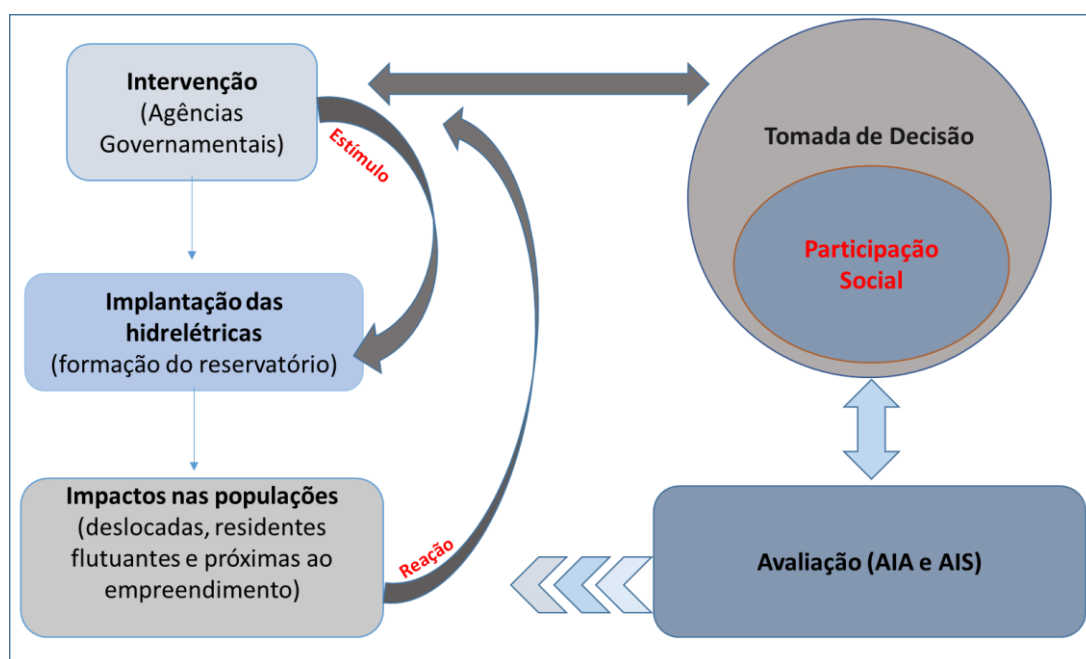 Intervenção
(Agências
Governamentais)
Estímulo
Implantação das
hidrelétricas
(formação do reservatório)
Impactos nas populações
(deslocadas, residentes
flutuantes e próximas ao
empreendimento)
Reação
Tomada de Decisão
Participação
Social
Avaliação (AIA e AIS)